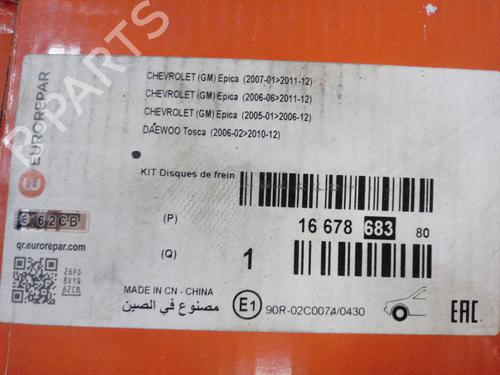 CHEVROLET (GM) Epica (2007-01>2011-12)
CHEVROLET (GM) Epica (2006-06>2011-12)
CHEVROLET (GM) Epica (2005-01>2006-12)
DAEWOO Tosca (2006-02>2010-12)
EUROREPAR
KIT Disques de frein
62CB
(P)
16 678 683 80
qr.eurorepar.com
(Q)
1
26FD
8VYQ
62CB
MADE IN CN - CHINA
مصنوع في الصين
E1
90R-02C0074/0430
EAC
B-PARTS